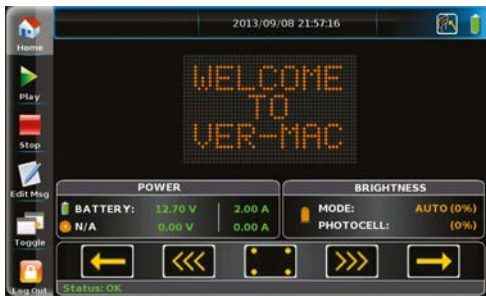 2013/09/08 21:57:16
Home
Play
Stop
Edit Msg
Toggle
Log Out
WELCOME
TO
VER-MAC
POWER
BATTERY: 12.70 V 2.00 A
N/A 0.00 V 0.00 A
BRIGHTNESS
MODE: AUTO (0%)
PHOTOCELL: (0%)
Status: OK